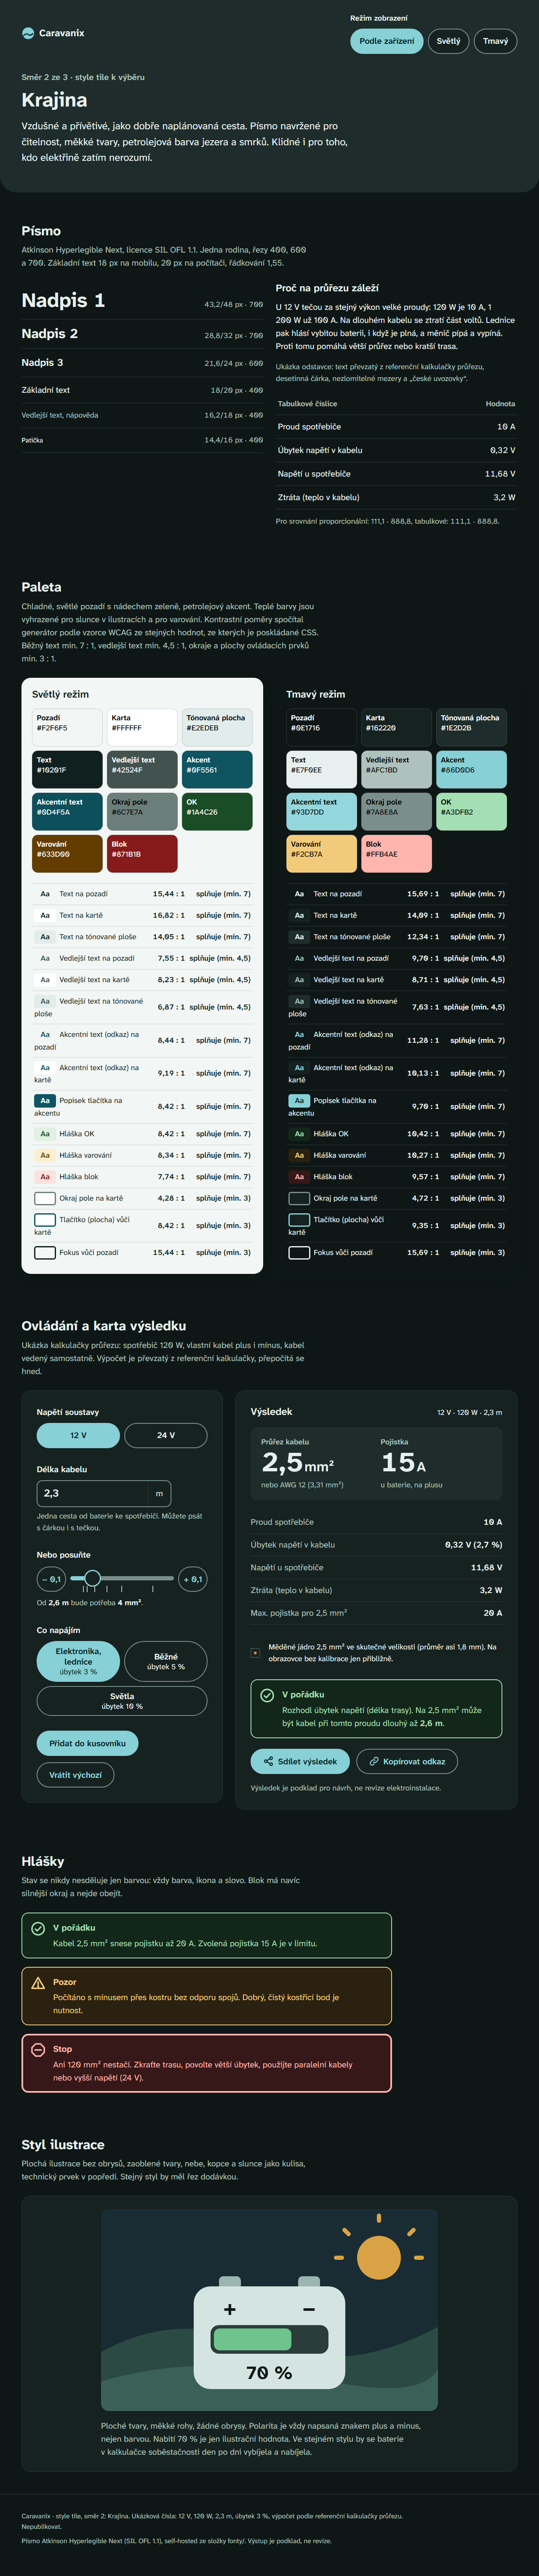 Caravanix
Režim zobrazení
Podle zařízení
Světlý
Tmavý
Směr 2 ze 3 · style tile k výběru
Krajina
Vzdušné a přívětivé, jako dobře naplánovaná cesta. Písmo navržené pro
čitelnost, měkké tvary, petrolejová barva jezera a smrků. Klidné i pro toho,
kdo elektřině zatím nerozumí.
Písmo
Atkinson Hyperlegible Next, licence SIL OFL 1.1. Jedna rodina, řezy 400, 600
a 700. Základní text 18 px na mobilu, 20 px na počítači, řádkování 1,55.
Nadpis 1
43,2/48 px · 700
Nadpis 2
28,8/32 px · 700
Nadpis 3
21,6/24 px · 600
Základní text
18/20 px · 400
Vedlejší text, nápověda
16,2/18 px · 400
Patička
14,4/16 px · 400
Proč na průřezu záleží
U 12 V tečou za stejný výkon velké proudy: 120 W je 10 A, 1
200 W už 100 A. Na dlouhém kabelu se ztratí část voltů. Lednice
pak hlásí vybitou baterii, i když je plná, a měnič pípá a vypíná.
Proti tomu pomáhá větší průřez nebo kratší trasa.
Ukázka odstavce: text převzatý z referenční kalkulačky průřezu,
desetinná čárka, nezlomitelné mezery a „české uvozovky“.
Tabulkové číslice
Hodnota
Proud spotřebiče
10 A
Úbytek napětí v kabelu
0,32 V
Napětí u spotřebiče
11,68 V
Ztráta (teplo v kabelu)
3,2 W
Pro srovnání proporcionální: 111,1 · 888,8, tabulkové: 111,1 · 888,8.
Paleta
Chladné, světlé pozadí s nádechem zeleně, petrolejový akcent. Teplé barvy jsou
vyhrazené pro slunce v ilustracích a pro varování. Kontrastní poměry spočítal
generátor podle vzorce WCAG ze stejných hodnot, ze kterých je poskládané CSS.
Běžný text min. 7 : 1, vedlejší text min. 4,5 : 1, okraje a plochy ovládacích prvků
min. 3 : 1.
Světlý režim
Pozadí
#F2F6F5
Karta
#FFFFFF
Tónovaná plocha
#E2EDEB
Text
#10201F
Vedlejší text
#42524F
Akcent
#0F5561
Akcentní text
#0D4F5A
Okraj pole
#6C7E7A
OK
#1A4C26
Varování
#633D00
Blok
#871B1B
Aa Text na pozadí 15,44 : 1 splňuje (min. 7)
Aa Text na kartě 16,82 : 1 splňuje (min. 7)
Aa Text na tónované ploše 14,05 : 1 splňuje (min. 7)
Aa Vedlejší text na pozadí 7,55 : 1 splňuje (min. 4,5)
Aa Vedlejší text na kartě 8,23 : 1 splňuje (min. 4,5)
Aa Vedlejší text na tónované
ploše
6,87 : 1 splňuje (min. 4,5)
Aa Akcentní text (odkaz) na
pozadí
8,44 : 1 splňuje (min. 7)
Aa Akcentní text (odkaz) na
kartě
9,19 : 1 splňuje (min. 7)
Aa Popisek tlačítka na
akcentu
8,42 : 1 splňuje (min. 7)
Aa Hláška OK 8,42 : 1 splňuje (min. 7)
Aa Hláška varování 8,34 : 1 splňuje (min. 7)
Aa Hláška blok 7,74 : 1 splňuje (min. 7)
Okraj pole na kartě 4,28 : 1 splňuje (min. 3)
Tlačítko (plocha) vůči
kartě
8,42 : 1 splňuje (min. 3)
Fokus vůči pozadí 15,44 : 1 splňuje (min. 3)
Tmavý režim
Pozadí
#0E1716
Karta
#162220
Tónovaná plocha
#1E2D2B
Text
#E7F0EE
Vedlejší text
#AFC1BD
Akcent
#86D0D6
Akcentní text
#93D7DD
Okraj pole
#7A8E8A
OK
#A3DFB2
Varování
#F2CB7A
Blok
#FFB4AE
Aa Text na pozadí 15,69 : 1 splňuje (min. 7)
Aa Text na kartě 14,09 : 1 splňuje (min. 7)
Aa Text na tónované ploše 12,34 : 1 splňuje (min. 7)
Aa Vedlejší text na pozadí 9,70 : 1 splňuje (min. 4,5)
Aa Vedlejší text na kartě 8,71 : 1 splňuje (min. 4,5)
Aa Vedlejší text na tónované
ploše
7,63 : 1 splňuje (min. 4,5)
Aa Akcentní text (odkaz) na
pozadí
11,28 : 1 splňuje (min. 7)
Aa Akcentní text (odkaz) na
kartě
10,13 : 1 splňuje (min. 7)
Aa Popisek tlačítka na
akcentu
9,70 : 1 splňuje (min. 7)
Aa Hláška OK 10,42 : 1 splňuje (min. 7)
Aa Hláška varování 10,27 : 1 splňuje (min. 7)
Aa Hláška blok 9,57 : 1 splňuje (min. 7)
Okraj pole na kartě 4,72 : 1 splňuje (min. 3)
Tlačítko (plocha) vůči
kartě
9,35 : 1 splňuje (min. 3)
Fokus vůči pozadí 15,69 : 1 splňuje (min. 3)
Ovládání a karta výsledku
Ukázka kalkulačky průřezu: spotřebič 120 W, vlastní kabel plus i mínus, kabel
vedený samostatně. Výpočet je převzatý z referenční kalkulačky, přepočítá se
hned.
Napětí soustavy
12 V
24 V
Délka kabelu
2,3
m
Jedna cesta od baterie ke spotřebiči. Můžete psát
s čárkou i s tečkou.
Nebo posuňte
− 0,1
+ 0,1
Od 2,6 m bude potřeba 4 mm².
Co napájím
Elektronika,
lednice
úbytek 3 %
Běžné
úbytek 5 %
Světla
úbytek 10 %
Přidat do kusovníku
Vrátit výchozí
Výsledek
12 V · 120 W · 2,3 m
Průřez kabelu
2,5 mm²
nebo AWG 12 (3,31 mm²)
Pojistka
15 A
u baterie, na plusu
Proud spotřebiče
10 A
Úbytek napětí v kabelu
0,32 V (2,7 %)
Napětí u spotřebiče
11,68 V
Ztráta (teplo v kabelu)
3,2 W
Max. pojistka pro 2,5 mm²
20 A
Měděné jádro 2,5 mm² ve skutečné velikosti (průměr asi 1,8 mm). Na
obrazovce bez kalibrace jen přibližně.
V pořádku
Rozhodl úbytek napětí (délka trasy). Na 2,5 mm² může
být kabel při tomto proudu dlouhý až 2,6 m.
Sdílet výsledek
Kopírovat odkaz
Výsledek je podklad pro návrh, ne revize elektroinstalace.
Hlášky
Stav se nikdy nesděluje jen barvou: vždy barva, ikona a slovo. Blok má navíc
silnější okraj a nejde obejít.
V pořádku
Kabel 2,5 mm² snese pojistku až 20 A. Zvolená pojistka 15 A je v limitu.
Pozor
Počítáno s mínusem přes kostru bez odporu spojů. Dobrý, čistý kostřicí bod je
nutnost.
Stop
Ani 120 mm² nestačí. Zkraťte trasu, povolte větší úbytek, použijte paralelní kabely
nebo vyšší napětí (24 V).
Styl ilustrace
Plochá ilustrace bez obrysů, zaoblené tvary, nebe, kopce a slunce jako kulisa,
technický prvek v popředí. Stejný styl by měl řez dodávkou.
+
−
70 %
Ploché tvary, měkké rohy, žádné obrysy. Polarita je vždy napsaná znakem plus a mínus,
nejen barvou. Nabití 70 % je jen ilustrační hodnota. Ve stejném stylu by se baterie
v kalkulačce soběstačnosti den po dni vybíjela a nabíjela.
Caravanix · style tile, směr 2: Krajina. Ukázková čísla: 12 V, 120 W, 2,3 m, úbytek 3 %, výpočet podle referenční kalkulačky průřezu.
Nepublikovat.
Písmo Atkinson Hyperlegible Next (SIL OFL 1.1), self-hosted ze složky fonty/. Výstup je podklad, ne revize.